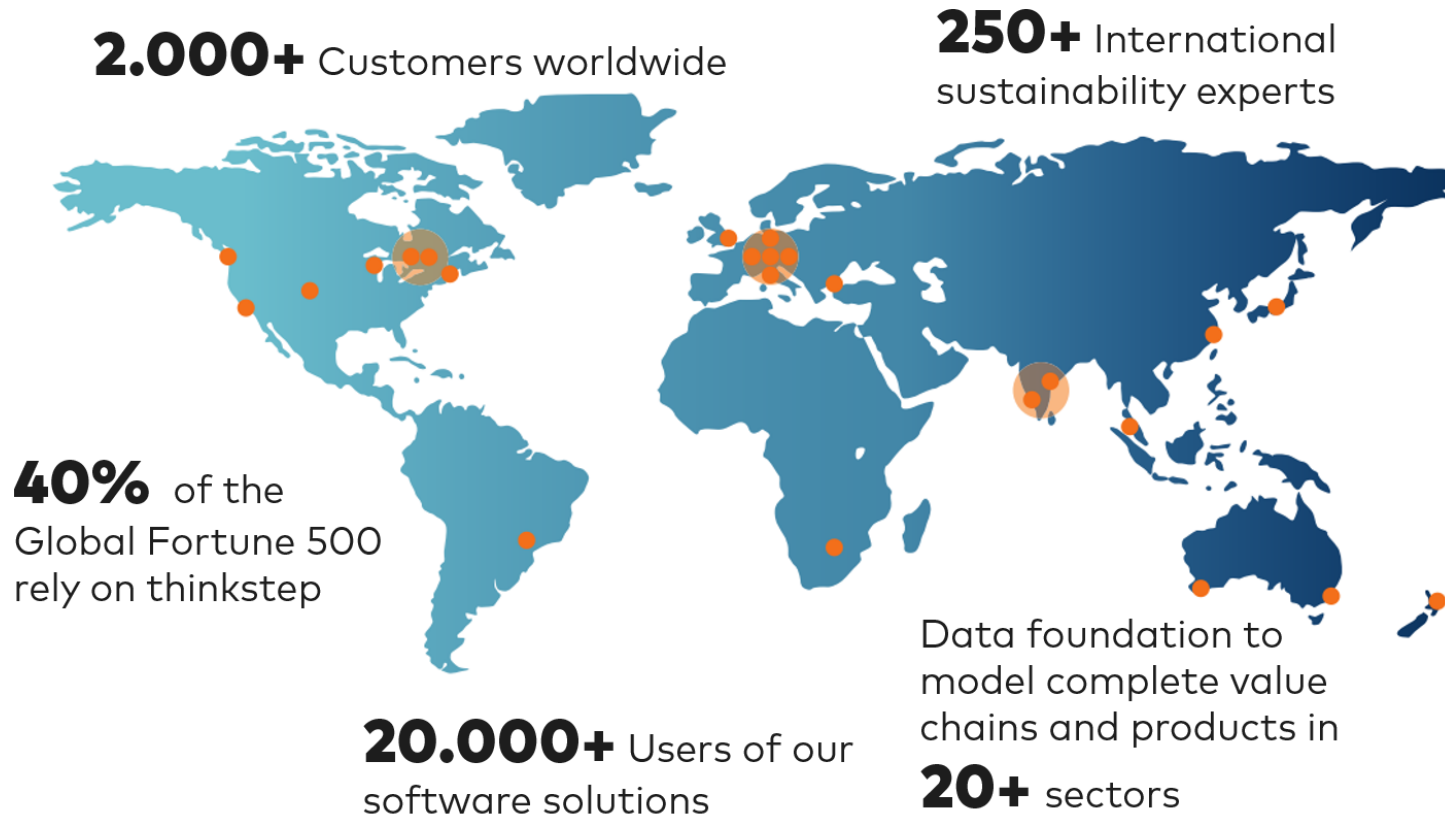 2.000+ Customers worldwide
250+ International
sustainability experts
40% of the
Global Fortune 500
rely on thinkstep
Data foundation to
model complete value
chains and products in
20+ sectors
20.000+ Users of our
software solutions